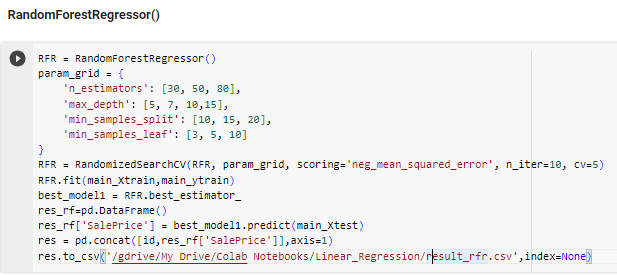 RandomForestRegressor()
RFR = RandomForestRegressor()
param_grid = {
    'n_estimators': [30, 50, 80],
    'max_depth': [5, 7, 10,15],
    'min_samples_split': [10, 15, 20],
    'min_samples_leaf': [3, 5, 10]
}
RFR = RandomizedSearchCV(RFR, param_grid, scoring='neg_mean_squared_error', n_iter=10, cv=5)
RFR.fit(main_Xtrain,main_ytrain)
best_model1 = RFR.best_estimator_
res_rf=pd.DataFrame()
res_rf['SalePrice'] = best_model1.predict(main_Xtest)
res = pd.concat([id,res_rf['SalePrice']],axis=1)
res.to_csv('/gdrive/My Drive/Colab Notebooks/Linear_Regression/result_rfr.csv',index=None)